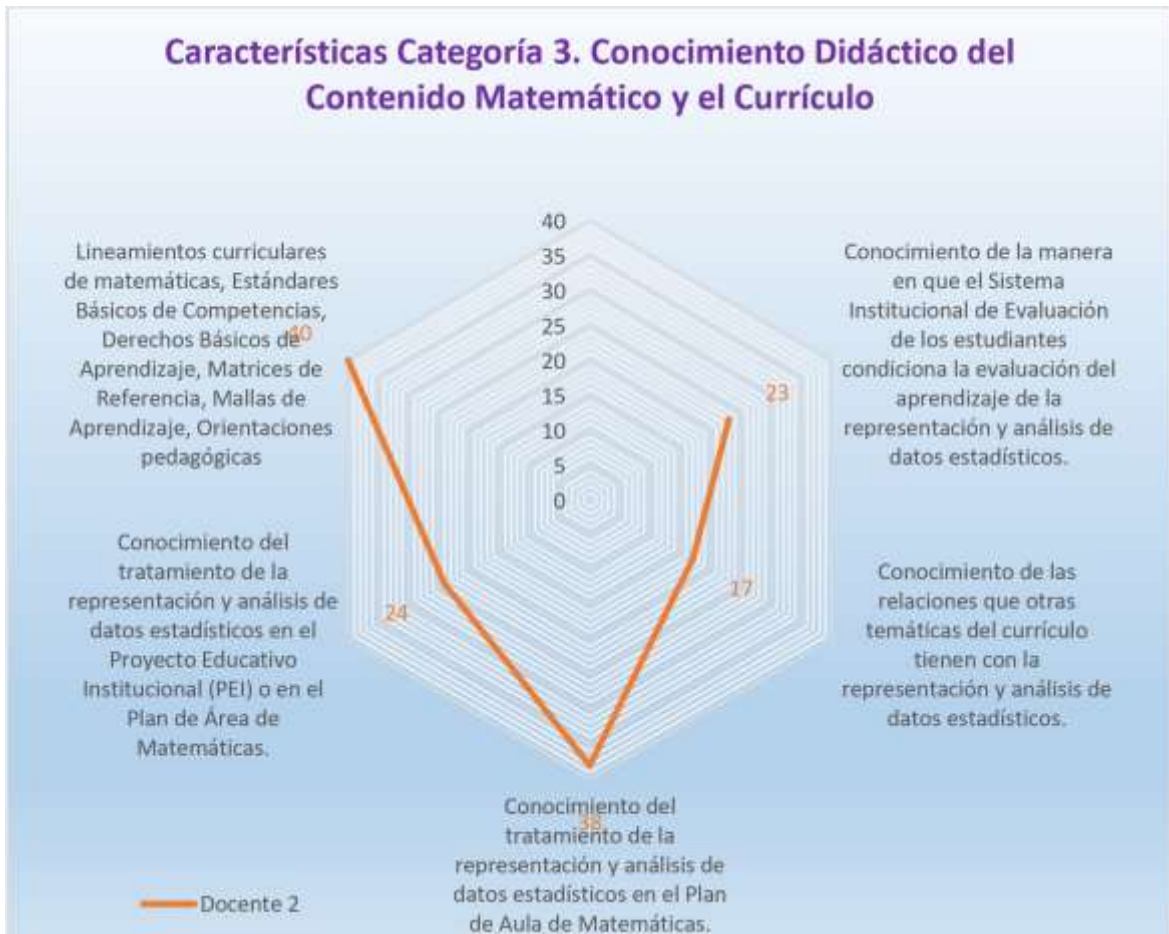 Características Categoría 3. Conocimiento Didáctico del
Contenido Matemático y el Currículo
40
35
30
25
20
15
10
5
0
Lineamientos curriculares
de matemáticas, Estándares
Básicos de Competencias,
Derechos Básicos de
Aprendizaje, Matrices de
Referencia, Mallas de
Aprendizaje, Orientaciones
pedagógicas
40
Conocimiento de la manera
en que el Sistema
Institucional de Evaluación
de los estudiantes
condiciona la evaluación del
aprendizaje de la
representación y análisis de
datos estadísticos.
23
Conocimiento del
tratamiento de la
representación y análisis de
datos estadísticos en el
Proyecto Educativo
Institucional (PEI) o en el
Plan de Área de
Matemáticas.
24
Conocimiento de las
relaciones que otras
temáticas del currículo
tienen con la
representación y análisis de
datos estadísticos.
17
Conocimiento del
tratamiento de la
representación y análisis de
datos estadísticos en el Plan
de Aula de Matemáticas.
38
Docente 2